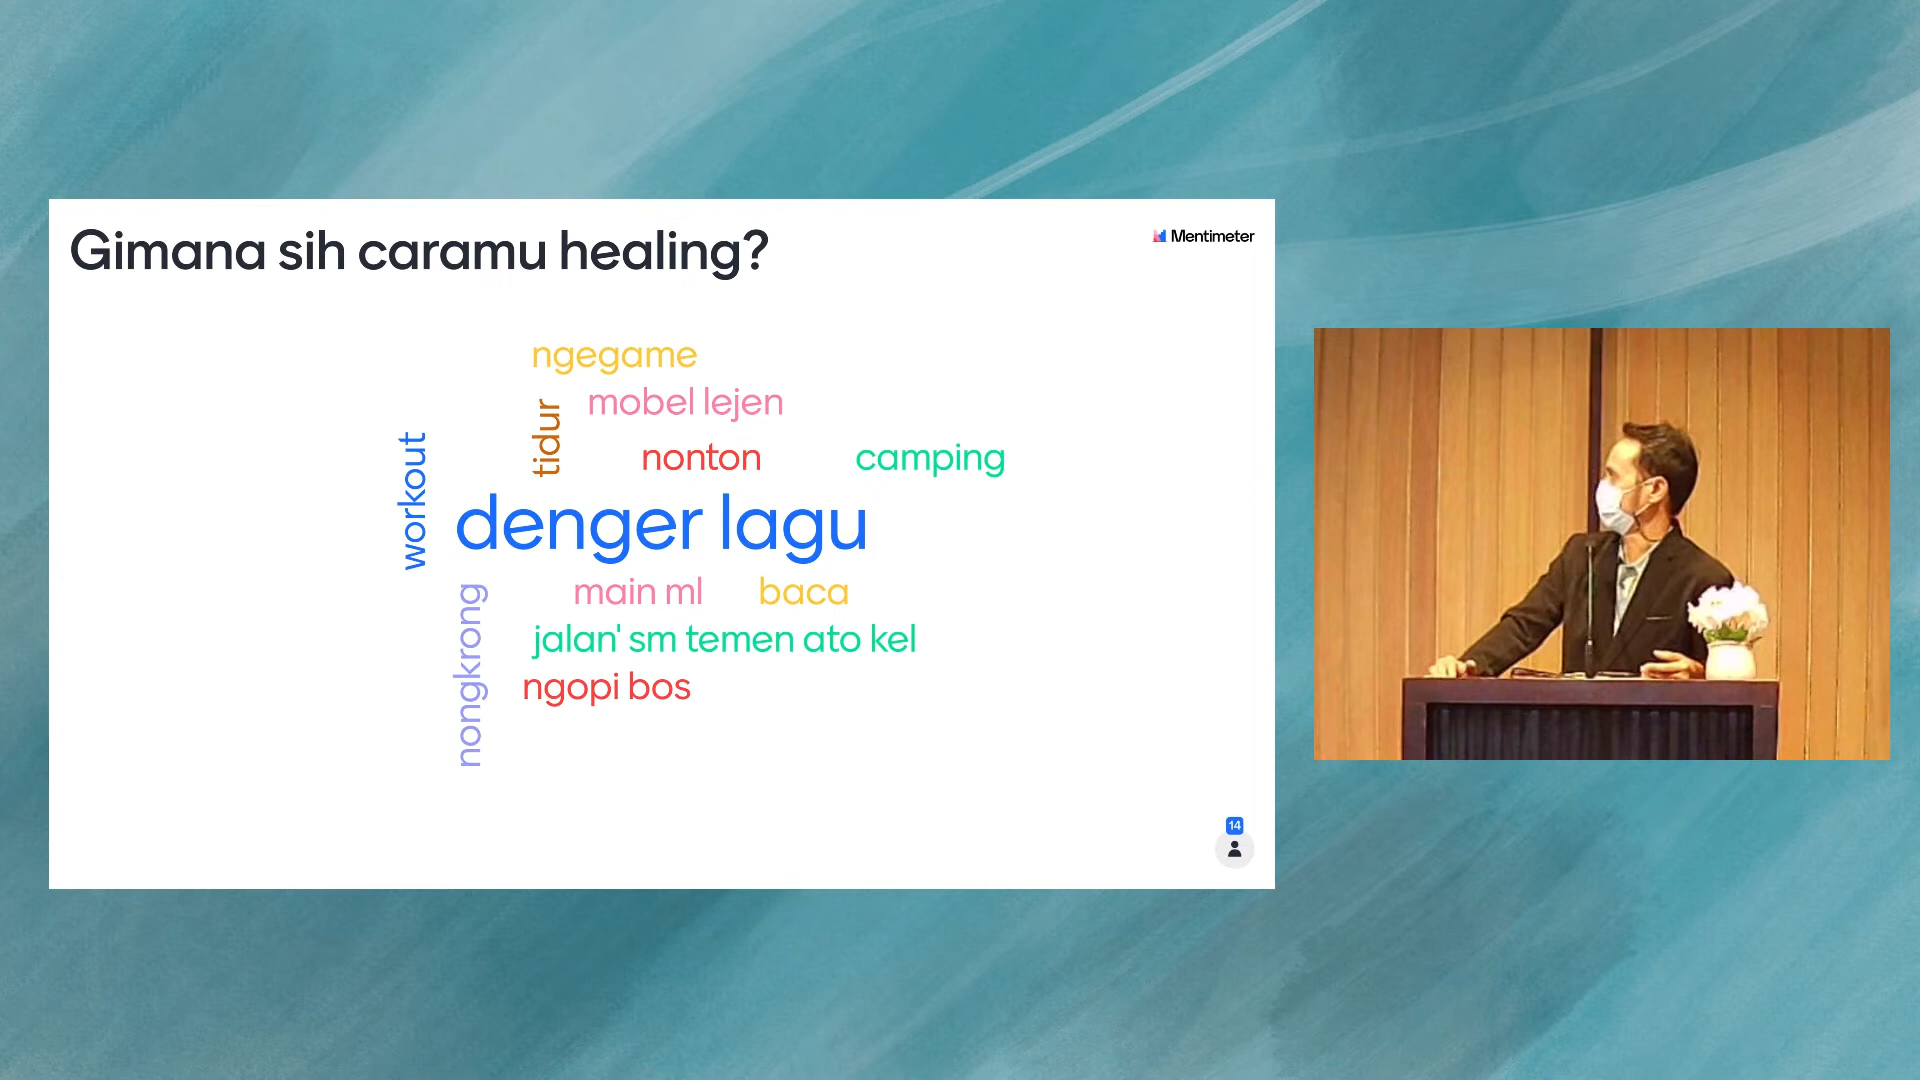 Gimana sih caramu healing?
Mentimeter
ngegame
mobel lejen
tidur
nonton
camping
workout
denger lagu
main ml
baca
nongkrong
jalan' sm temen ato kel
ngopi bos
14